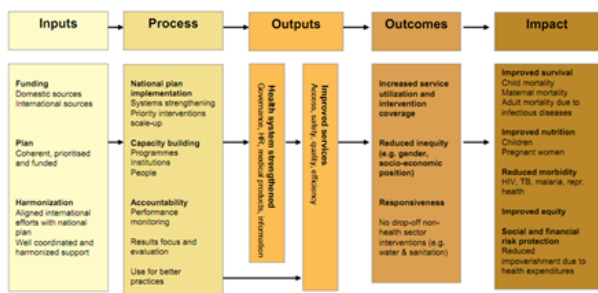 Inputs
Process
Outputs
Outcomes
Impact
Funding
Domestic sources
International sources
Plan
Coherent, prioritised
and funded
Harmonization
Aligned international
efforts with national
plan
Well coordinated and
harmonized support
National plan
implementation
Systems strengthening
Priority interventions
scale-up
Capacity building
Programmes
Institutions
People
Accountability
Performance
monitoring
Results focus and
evaluation
Use for better
practices
Health system strengthened
Governance, HR, medical products, information
Improved services
Access, safety, quality, efficiency
Increased service
utilization and
intervention
coverage
Reduced inequity
(e.g. gender,
socio-economic
position)
Responsiveness
No drop-off non-
health sector
interventions (e.g.
water & sanitation)
Improved survival
Child mortality
Maternal mortality
Adult mortality due to
infectious diseases
Improved nutrition
Children
Pregnant women
Reduced morbidity
HIV, TB, malaria, repr.
health
Improved equity
Social and financial
risk protection
Reduced
impoverishment due to
health expenditures